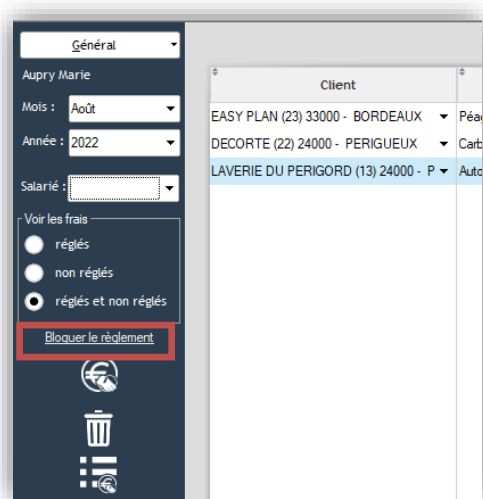 Général
Aupry Marie
Mois : Août
Année : 2022
Salarié :
Voir les frais
réglés
non réglés
réglés et non réglés
Bloquer le règlement
Client
EASY PLAN (23) 33000 - BORDEAUX Péag
DECORTE (22) 24000 - PERIGUEUX Carb
LAVERIE DU PERIGORD (13) 24000 - P Auto